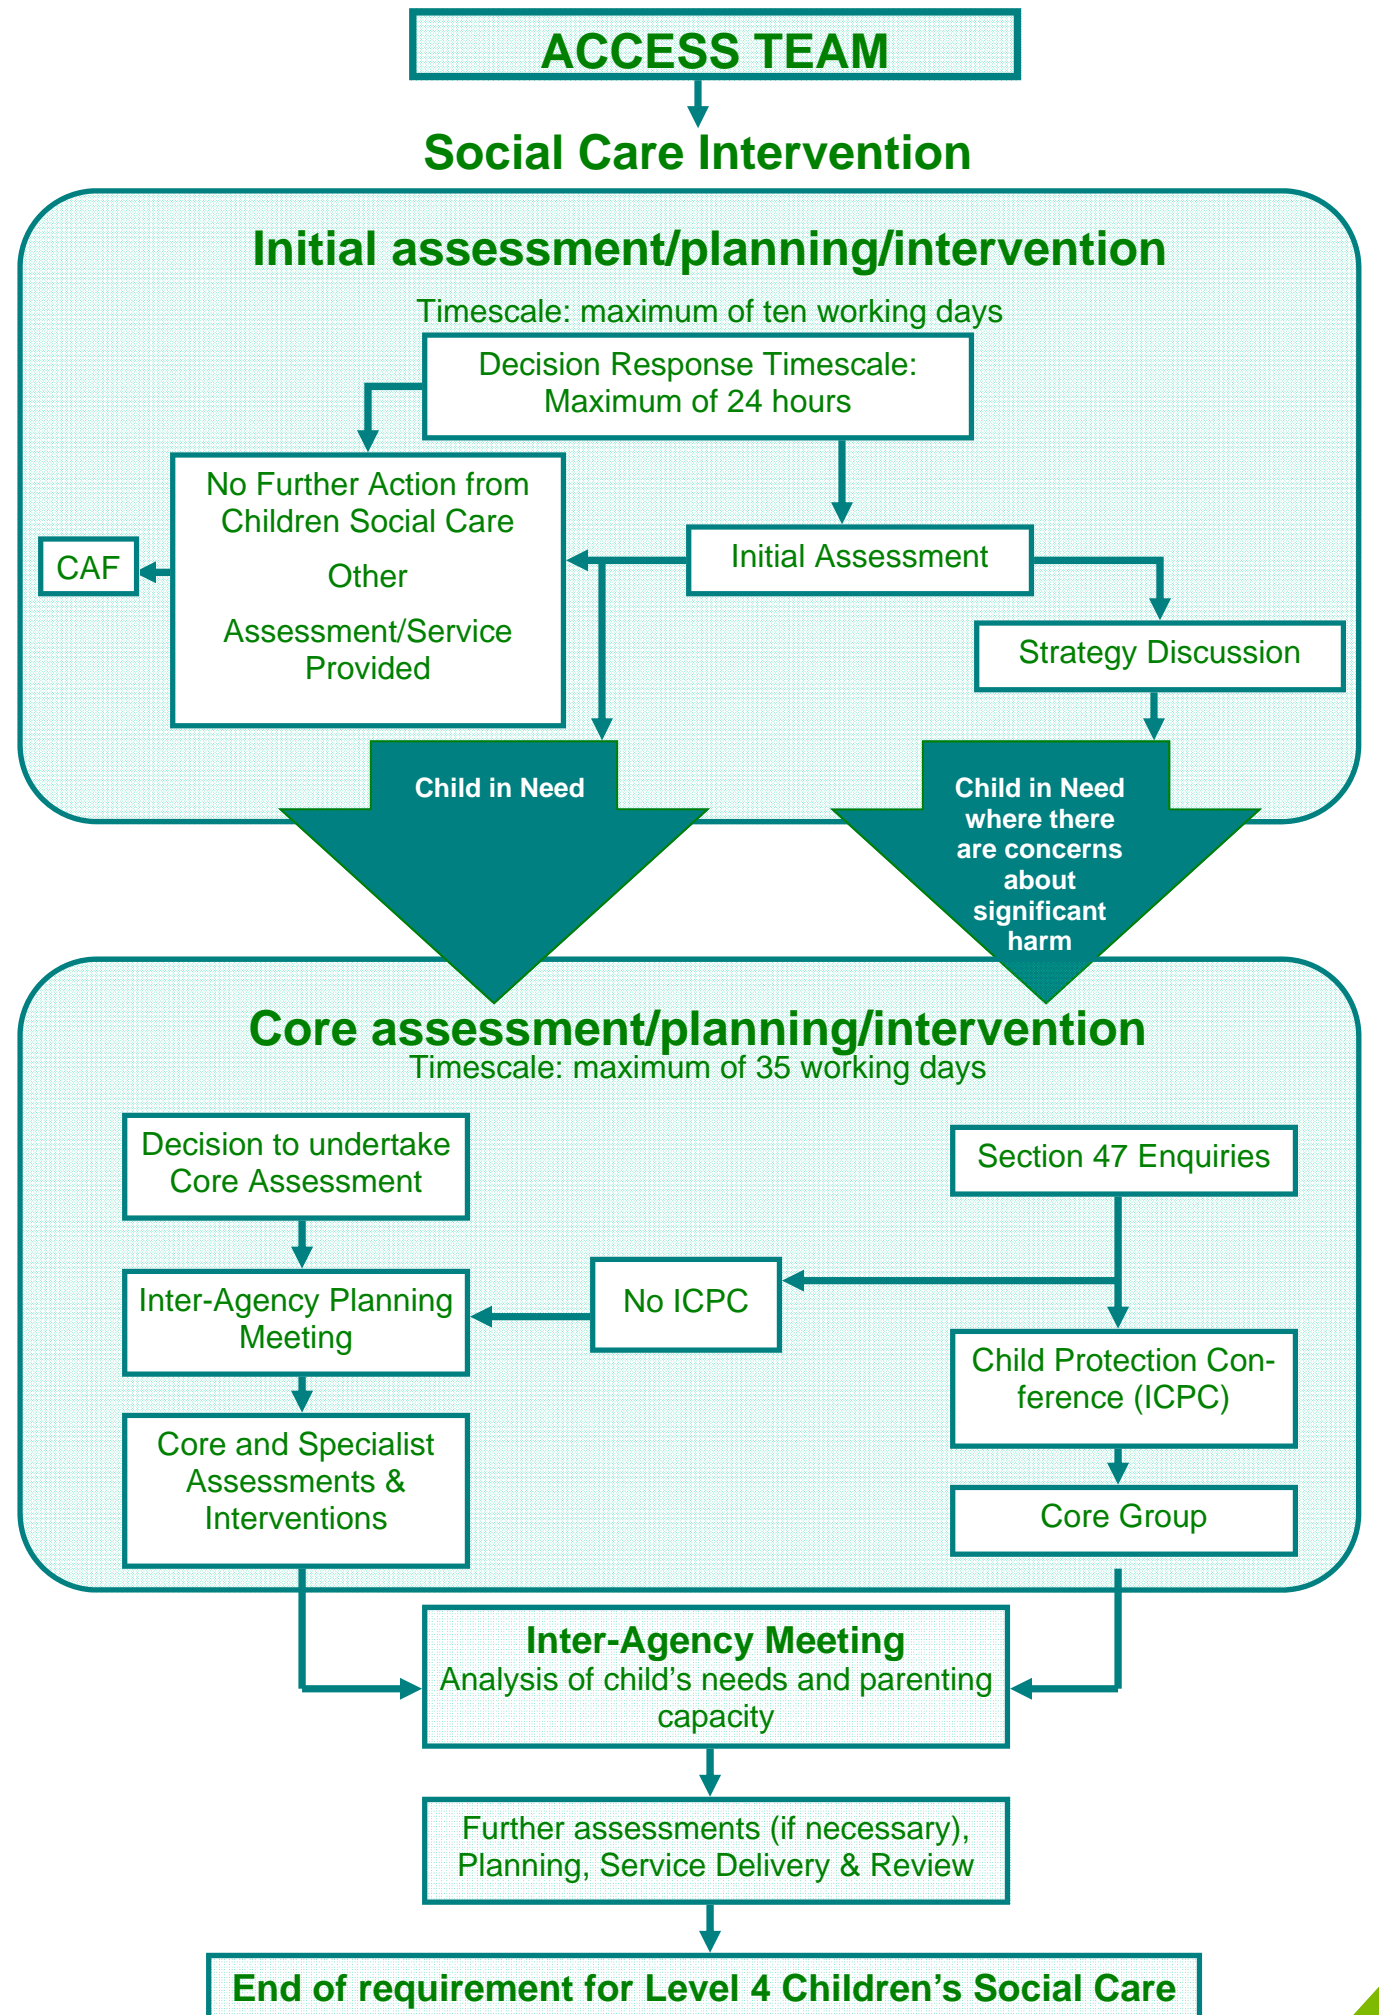 ACCESS TEAM
Social Care Intervention
Initial assessment/planning/intervention
Timescale: maximum of ten working days
Decision Response Timescale:
Maximum of 24 hours
No Further Action from
Children Social Care
Other
Assessment/Service
Provided
CAF
Initial Assessment
Strategy Discussion
Child in Need
Child in Need
where there
are concerns
about
significant
harm
Core assessment/planning/intervention
Timescale: maximum of 35 working days
Decision to undertake
Core Assessment
Section 47 Enquiries
Inter-Agency Planning
Meeting
No ICPC
Child Protection Con-
ference (ICPC)
Core and Specialist
Assessments &
Interventions
Core Group
Inter-Agency Meeting
Analysis of child's needs and parenting
capacity
Further assessments (if necessary),
Planning, Service Delivery & Review
End of requirement for Level 4 Children's Social Care